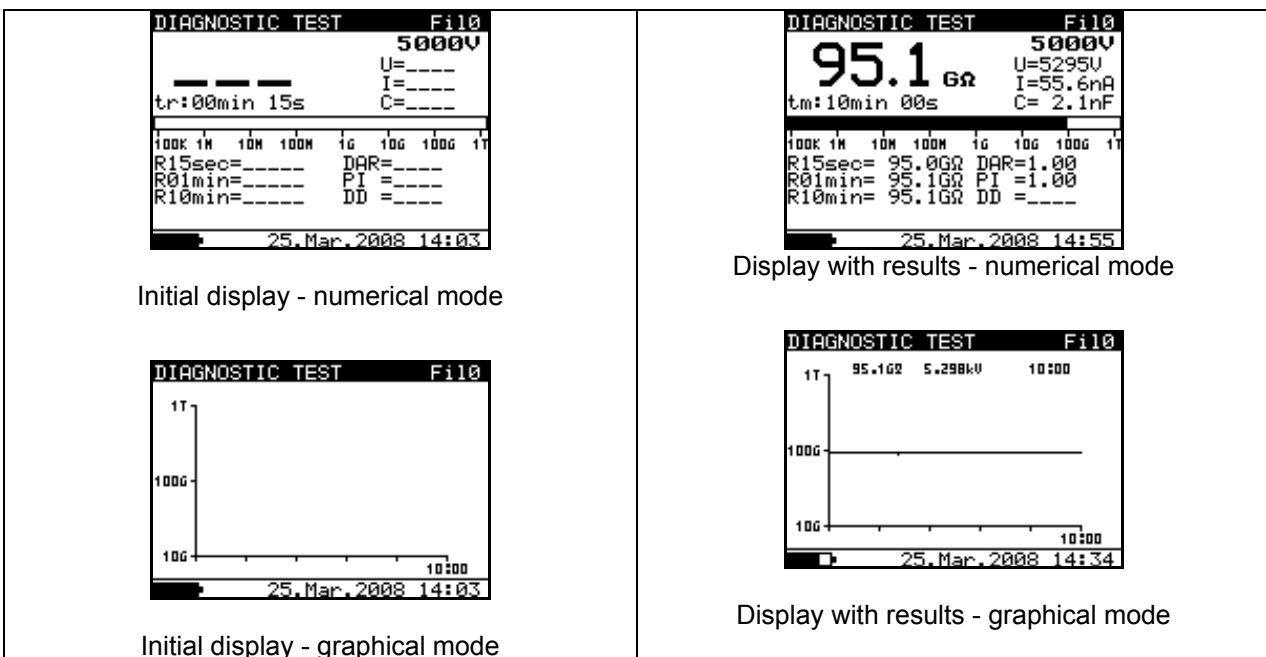 DIAGNOSTIC TEST Fil0
5000V
U=____
I=____
C=____
tr:00min 15s
100K 1M 10M 100M 1G 10G 100G 1T
R15sec=_____ DAR=____
R01min=_____ PI =____
R10min=_____ DD =____
25.Mar.2008 14:03
Initial display - numerical mode
DIAGNOSTIC TEST Fil0
1T
100G
10G
10:00
25.Mar.2008 14:03
Initial display - graphical mode
DIAGNOSTIC TEST Fil0
5000V
95.1 GΩ
U=5295V
I=55.6nA
tm:10min 00s C= 2.1nF
100K 1M 10M 100M 1G 10G 100G 1T
R15sec= 95.0GΩ DAR=1.00
R01min= 95.1GΩ PI =1.00
R10min= 95.1GΩ DD =____
25.Mar.2008 14:55
Display with results - numerical mode
DIAGNOSTIC TEST Fil0
95.1GΩ 5.298kV 10:00
1T
100G
10G
10:00
25.Mar.2008 14:34
Display with results - graphical mode